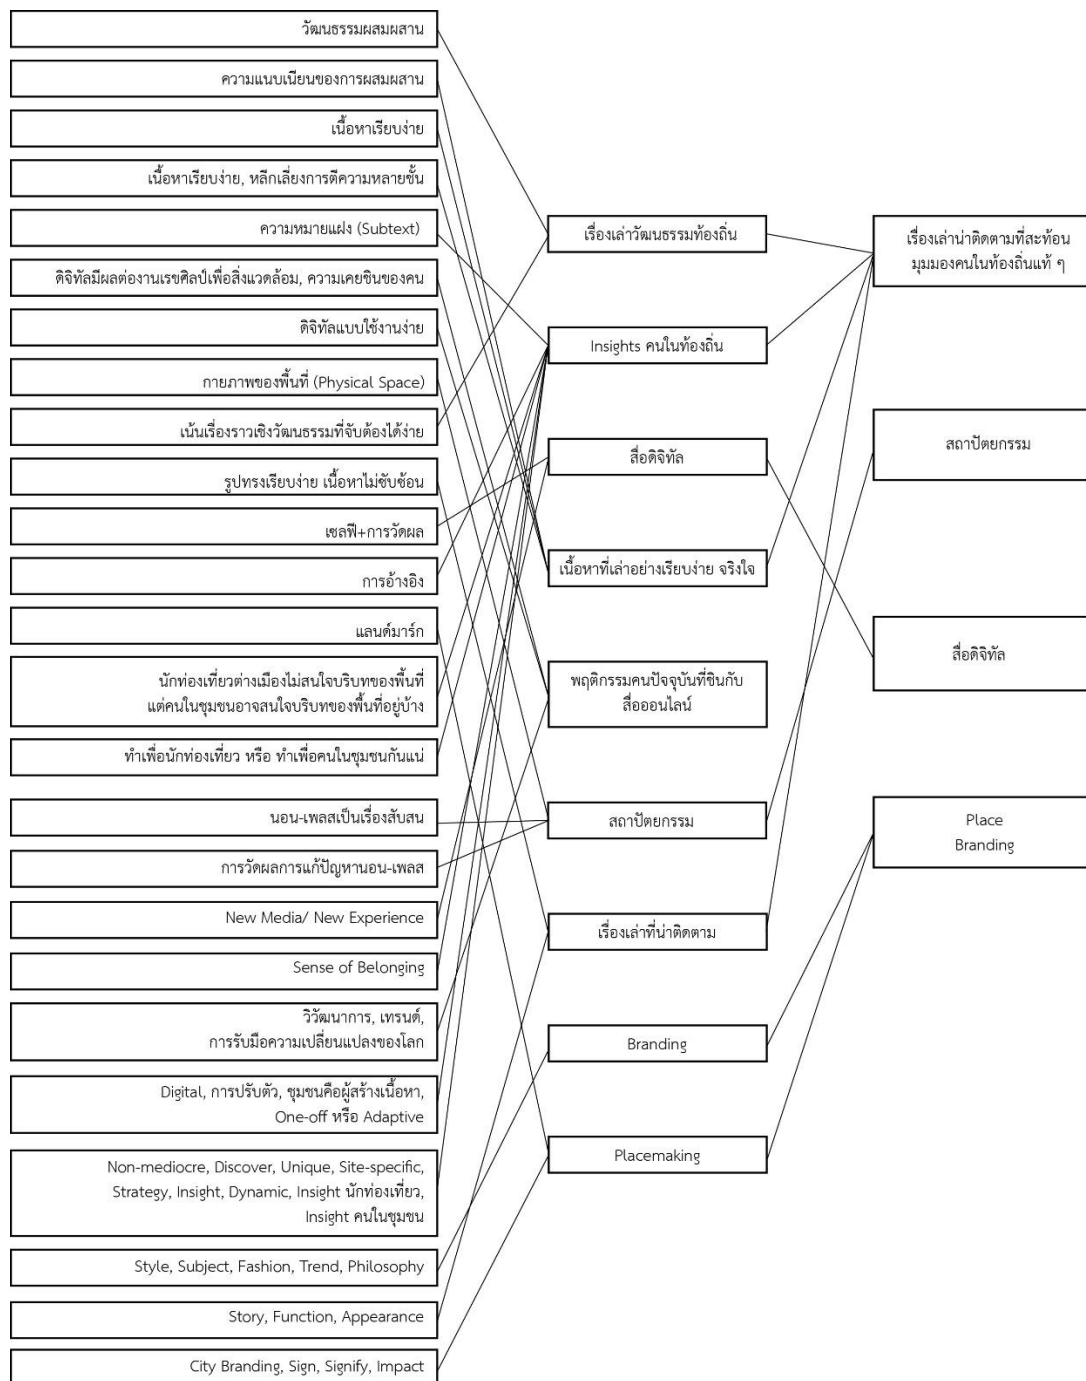 วัฒนธรรมผสมผสาน
ความแนบเนียนของการผสมผสาน
เนื้อหาเรียบง่าย
เนื้อหาเรียบง่าย, หลีกเลี่ยงการตีความหลายชั้น
ความหมายแฝง (Subtext)
ดิจิทัลมีผลต่องานเรขศิลป์เพื่อสิ่งแวดล้อม, ความเคยชินของคน
ดิจิทัลแบบใช้งานง่าย
กายภาพของพื้นที่ (Physical Space)
เน้นเรื่องราวเชิงวัฒนธรรมที่จับต้องได้ง่าย
รูปทรงเรียบง่าย เนื้อหาไม่ซับซ้อน
เซลฟี+การวัดผล
การอ้างอิง
แลนด์มาร์ก
นักท่องเที่ยวต่างเมืองไม่สนใจบริบทของพื้นที่
แต่คนในชุมชนอาจสนใจบริบทของพื้นที่อยู่บ้าง
ทำเพื่อนักท่องเที่ยว หรือ ทำเพื่อคนในชุมชนกันแน่
นอน-เพลสเป็นเรื่องสับสน
การวัดผลการแก้ปัญหานอน-เพลส
New Media/ New Experience
Sense of Belonging
วิวัฒนาการ, เทรนด์,
การรับมือความเปลี่ยนแปลงของโลก
Digital, การปรับตัว, ชุมชนคือผู้สร้างเนื้อหา,
One-off หรือ Adaptive
Non-mediocre, Discover, Unique, Site-specific,
Strategy, Insight, Dynamic, Insight นักท่องเที่ยว,
Insight คนในชุมชน
Style, Subject, Fashion, Trend, Philosophy
Story, Function, Appearance
City Branding, Sign, Signify, Impact
เรื่องเล่าวัฒนธรรมท้องถิ่น
Insights คนในท้องถิ่น
สื่อดิจิทัล
เนื้อหาที่เล่าอย่างเรียบง่าย จริงใจ
พฤติกรรมคนปัจจุบันที่ชินกับ
สื่อออนไลน์
สถาปัตยกรรม
เรื่องเล่าที่น่าติดตาม
Branding
Placemaking
เรื่องเล่าน่าติดตามที่สะท้อน
มุมมองคนในท้องถิ่นแท้ ๆ
สถาปัตยกรรม
สื่อดิจิทัล
Place
Branding